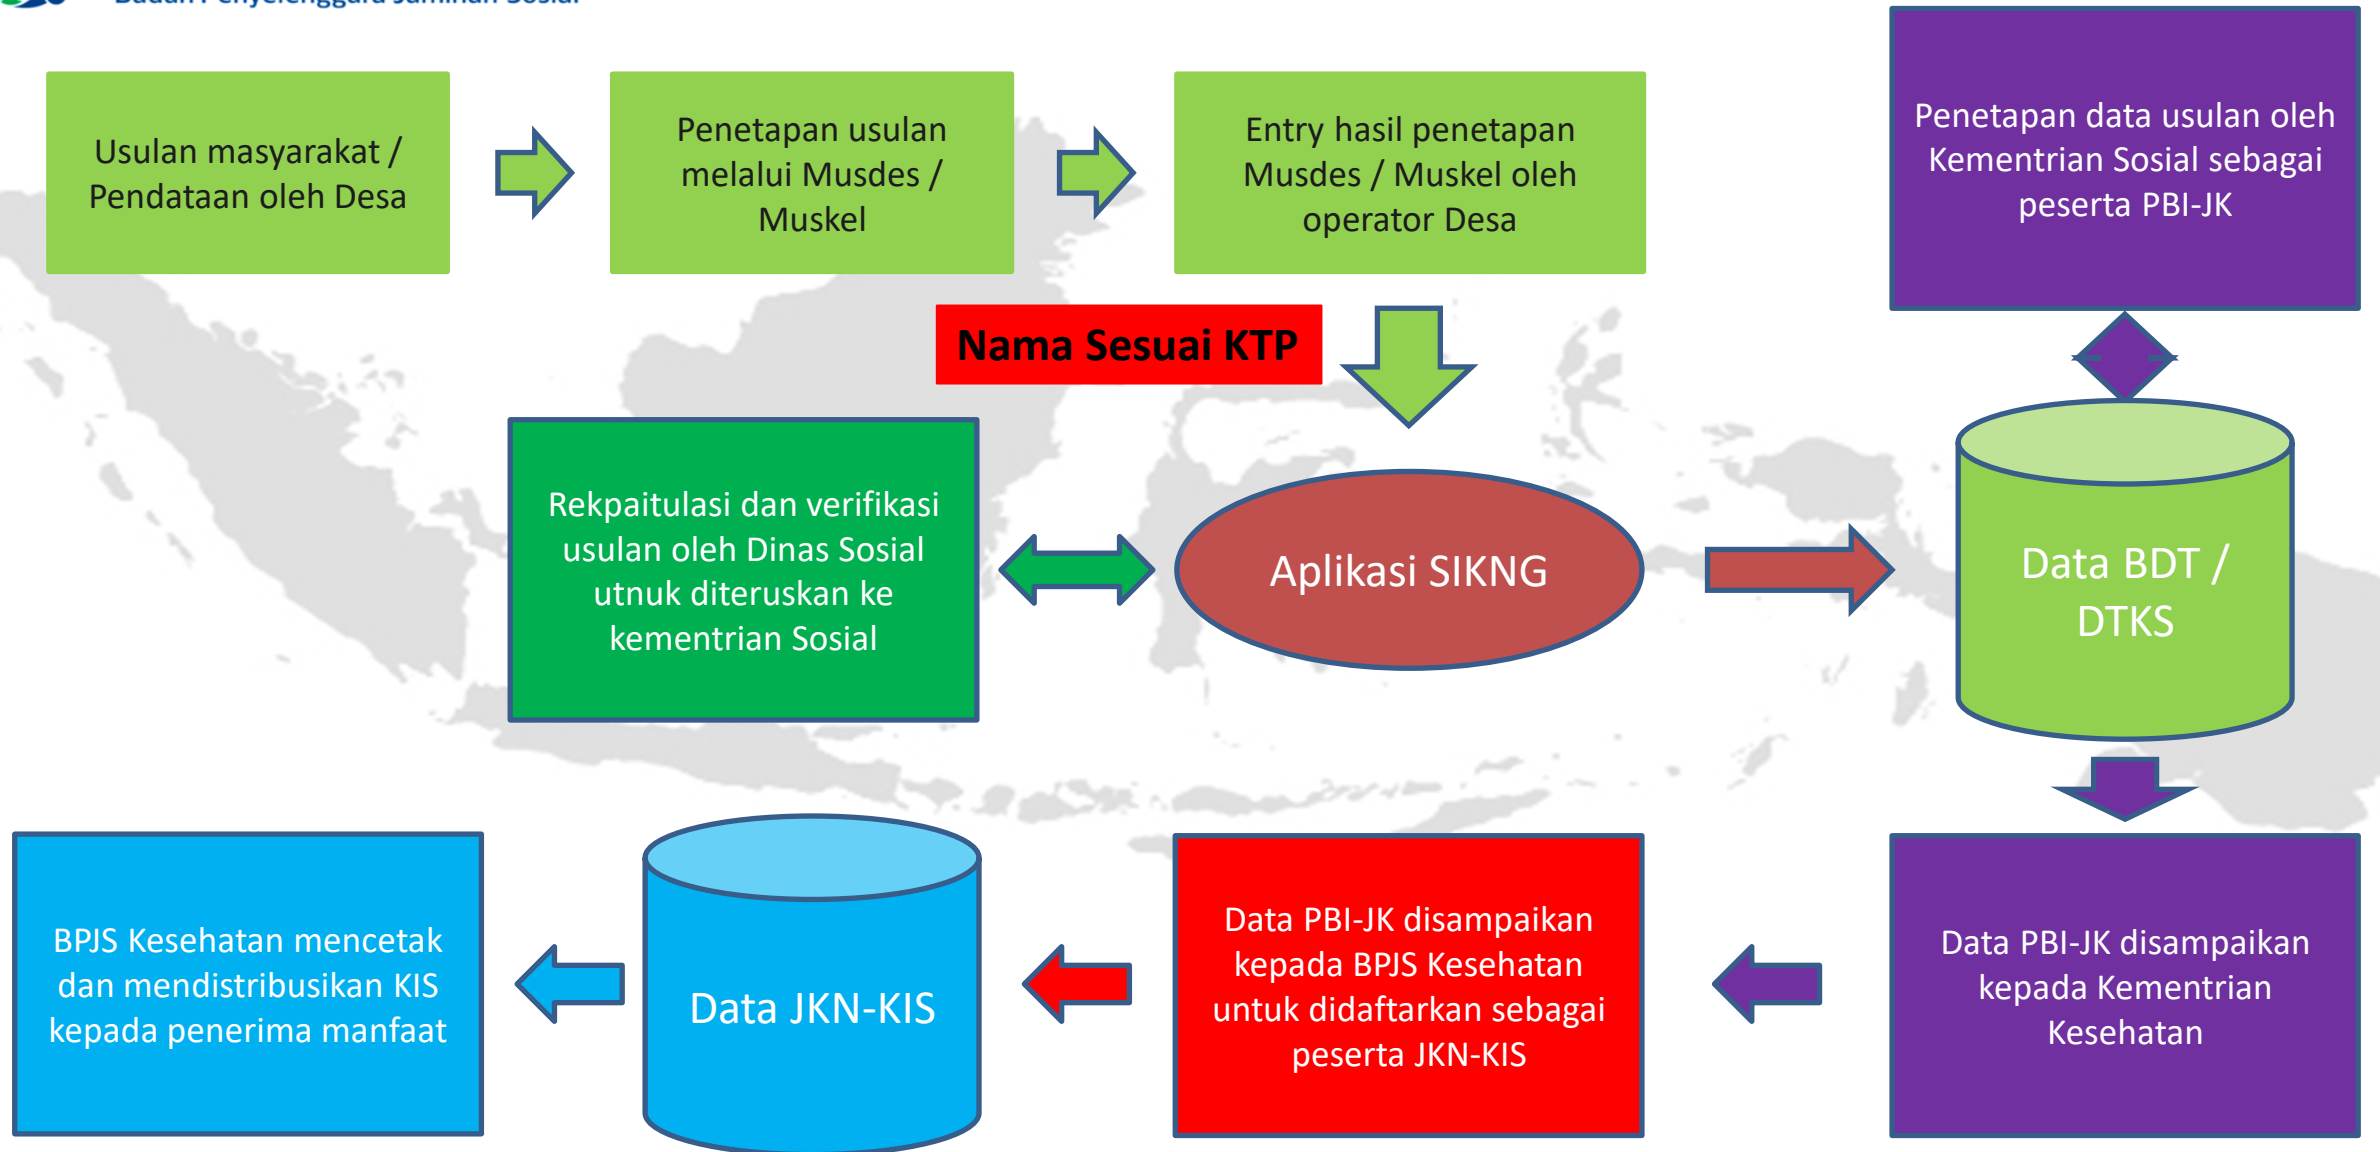 Badan Penyelenggara Jaminan Sosial
Usulan masyarakat /
Pendataan oleh Desa
Penetapan usulan
melalui Musdes /
Muskel
Entry hasil penetapan
Musdes / Muskel oleh
operator Desa
Penetapan data usulan oleh
Kementrian Sosial sebagai
peserta PBI-JK
Nama Sesuai KTP
Rekpaitulasi dan verifikasi
usulan oleh Dinas Sosial
utnuk diteruskan ke
kementrian Sosial
Aplikasi SIKNG
Data BDT /
DTKS
BPJS Kesehatan mencetak
dan mendistribusikan KIS
kepada penerima manfaat
Data JKN-KIS
Data PBI-JK disampaikan
kepada BPJS Kesehatan
untuk didaftarkan sebagai
peserta JKN-KIS
Data PBI-JK disampaikan
kepada Kementrian
Kesehatan